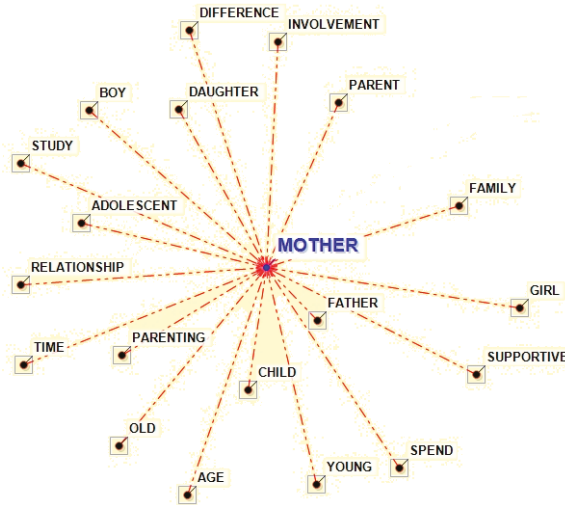 DIFFERENCE
INVOLVEMENT
BOY
DAUGHTER
PARENT
STUDY
FAMILY
ADOLESCENT
MOTHER
RELATIONSHIP
GIRL
FATHER
TIME
PARENTING
SUPPORTIVE
CHILD
OLD
SPEND
AGE
YOUNG